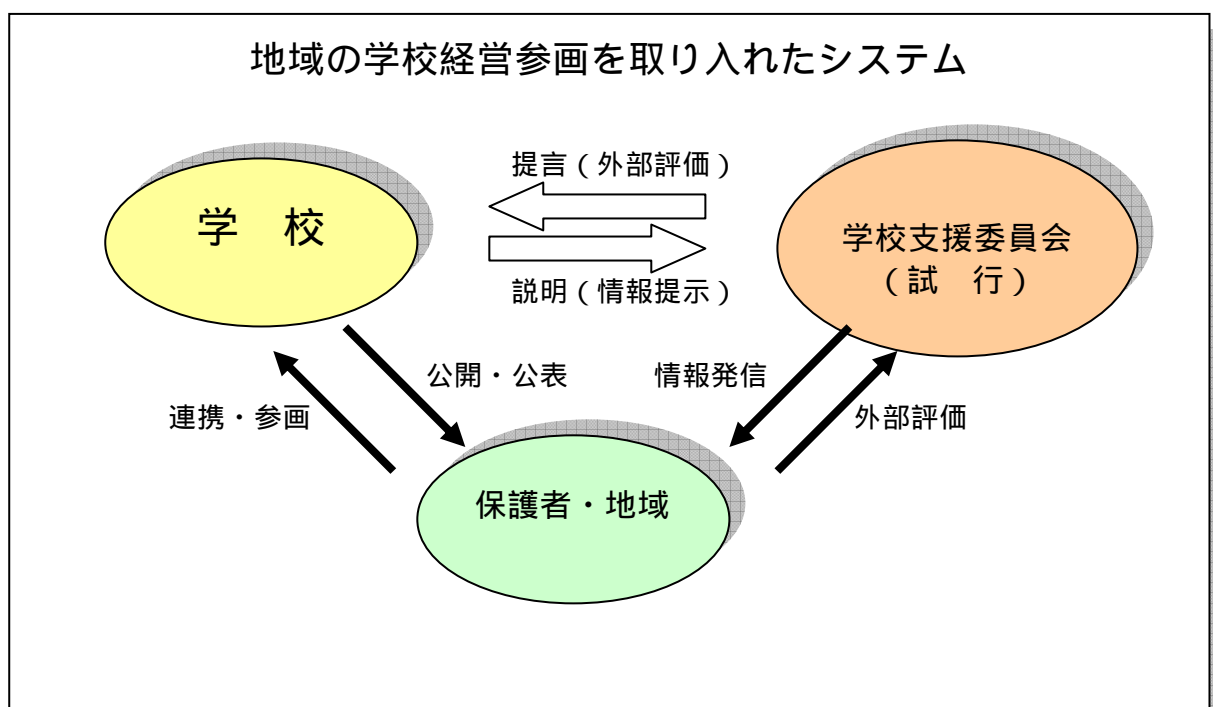 地域の学校経営参画を取り入れたシステム
提言（外部評価）
学　校
学校支援委員会
（試　行）
説明（情報提示）
公開・公表
情報発信
連携・参画
外部評価
保護者・地域